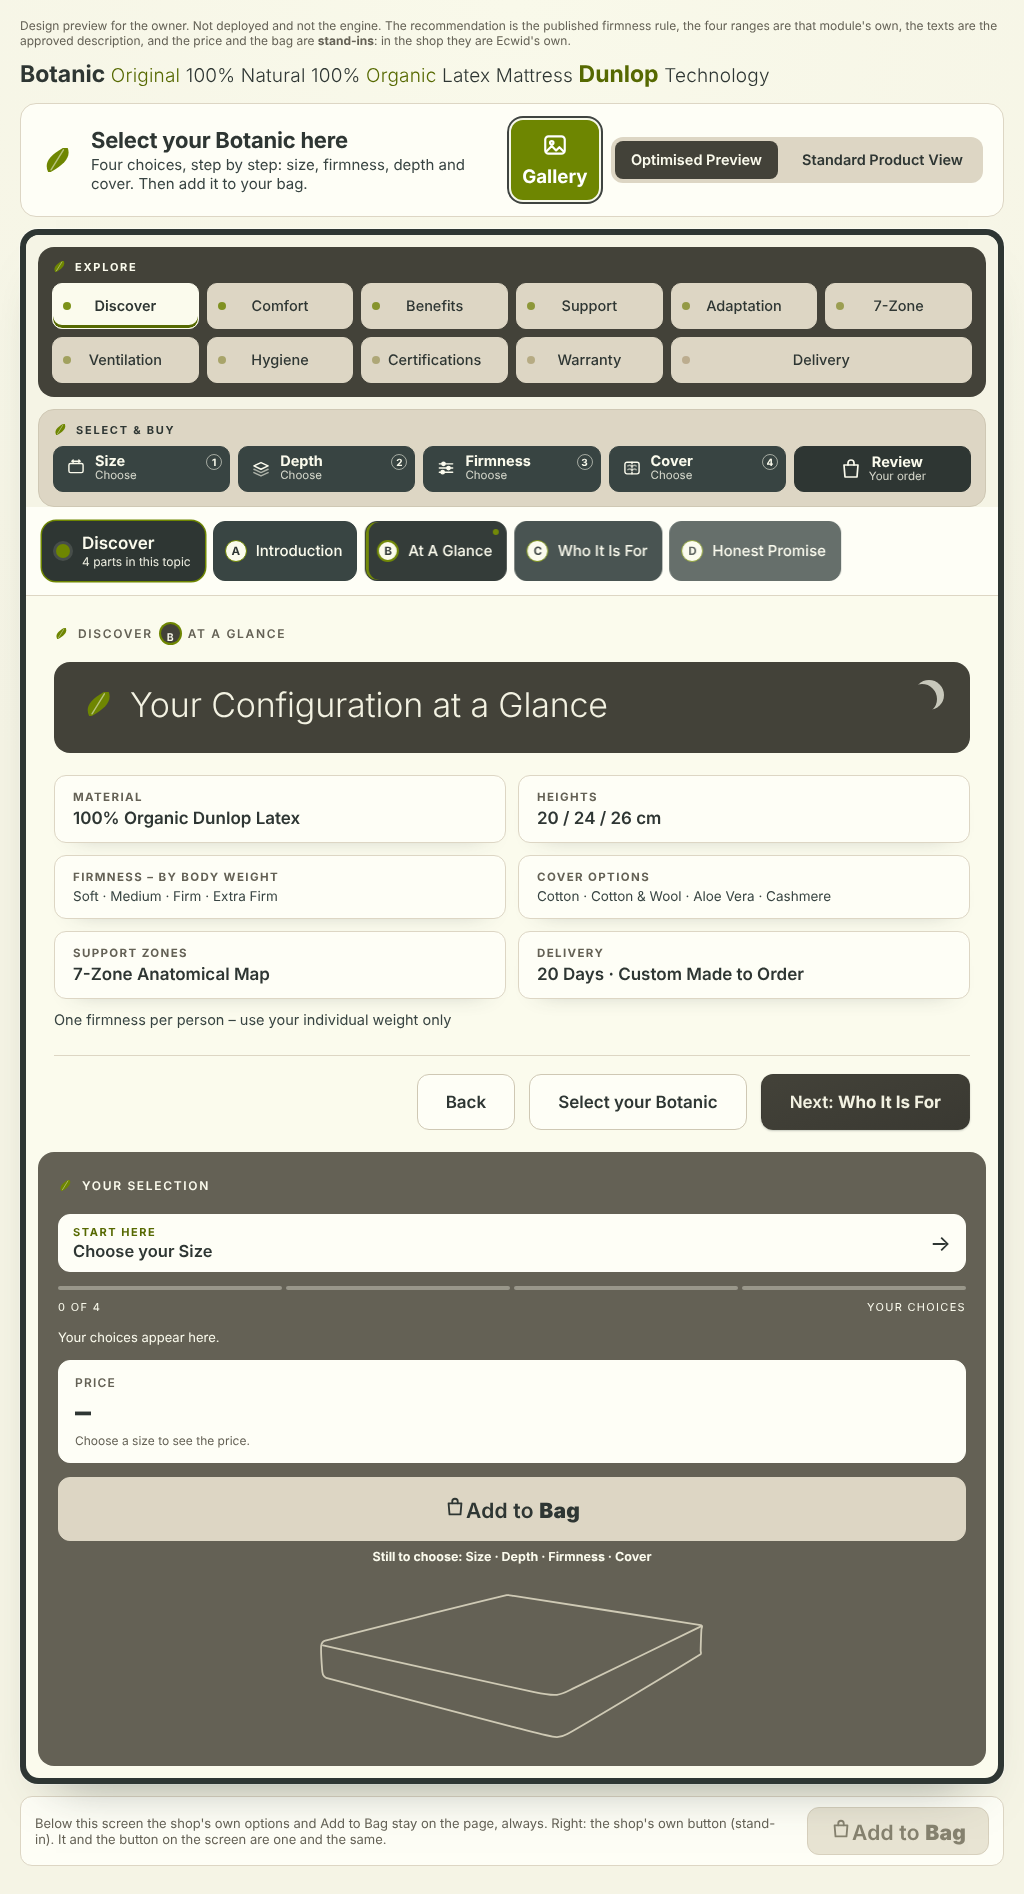 Design preview for the owner. Not deployed and not the engine. The recommendation is the published firmness rule, the four ranges are that module's own, the texts are the
approved description, and the price and the bag are stand-ins: in the shop they are Ecwid's own.
Botanic Original 100% Natural 100% Organic Latex Mattress Dunlop Technology
Select your Botanic here
Four choices, step by step: size, firmness, depth and
cover. Then add it to your bag.
Gallery
Optimised Preview
Standard Product View
EXPLORE
Discover
Comfort
Benefits
Support
Adaptation
7-Zone
Ventilation
Hygiene
Certifications
Warranty
Delivery
SELECT & BUY
Size
Choose
1
Depth
Choose
2
Firmness
Choose
3
Cover
Choose
4
Review
Your order
Discover
4 parts in this topic
A Introduction
B At A Glance
C Who It Is For
D Honest Promise
DISCOVER B AT A GLANCE
Your Configuration at a Glance
MATERIAL
100% Organic Dunlop Latex
HEIGHTS
20 / 24 / 26 cm
FIRMNESS – BY BODY WEIGHT
Soft · Medium · Firm · Extra Firm
COVER OPTIONS
Cotton · Cotton & Wool · Aloe Vera · Cashmere
SUPPORT ZONES
7-Zone Anatomical Map
DELIVERY
20 Days · Custom Made to Order
One firmness per person – use your individual weight only
Back
Select your Botanic
Next: Who It Is For
YOUR SELECTION
START HERE
Choose your Size
0 OF 4
YOUR CHOICES
Your choices appear here.
PRICE
–
Choose a size to see the price.
Add to Bag
Still to choose: Size · Depth · Firmness · Cover
Below this screen the shop's own options and Add to Bag stay on the page, always. Right: the shop's own button (stand-
in). It and the button on the screen are one and the same.
Add to Bag